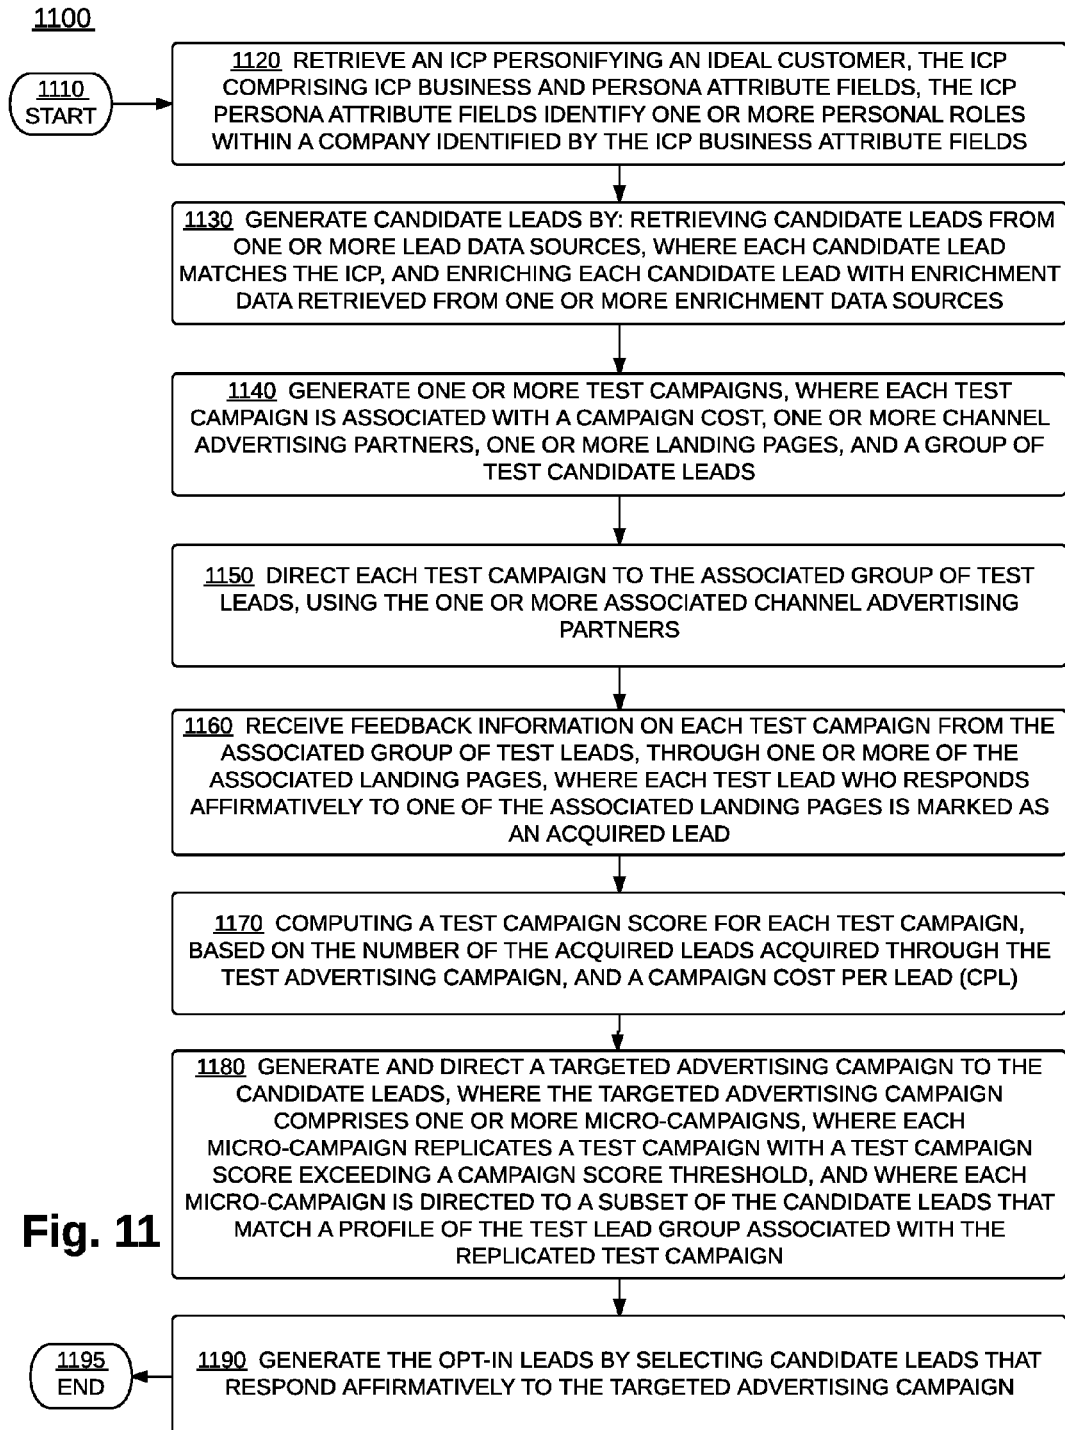 1100
1110
START
1120 RETRIEVE AN ICP PERSONIFYING AN IDEAL CUSTOMER, THE ICP
COMPRISING ICP BUSINESS AND PERSONA ATTRIBUTE FIELDS, THE ICP
PERSONA ATTRIBUTE FIELDS IDENTIFY ONE OR MORE PERSONAL ROLES
WITHIN A COMPANY IDENTIFIED BY THE ICP BUSINESS ATTRIBUTE FIELDS
1130 GENERATE CANDIDATE LEADS BY: RETRIEVING CANDIDATE LEADS FROM
ONE OR MORE LEAD DATA SOURCES, WHERE EACH CANDIDATE LEAD
MATCHES THE ICP, AND ENRICHING EACH CANDIDATE LEAD WITH ENRICHMENT
DATA RETRIEVED FROM ONE OR MORE ENRICHMENT DATA SOURCES
1140 GENERATE ONE OR MORE TEST CAMPAIGNS, WHERE EACH TEST
CAMPAIGN IS ASSOCIATED WITH A CAMPAIGN COST, ONE OR MORE CHANNEL
ADVERTISING PARTNERS, ONE OR MORE LANDING PAGES, AND A GROUP OF
TEST CANDIDATE LEADS
1150 DIRECT EACH TEST CAMPAIGN TO THE ASSOCIATED GROUP OF TEST
LEADS, USING THE ONE OR MORE ASSOCIATED CHANNEL ADVERTISING
PARTNERS
1160 RECEIVE FEEDBACK INFORMATION ON EACH TEST CAMPAIGN FROM THE
ASSOCIATED GROUP OF TEST LEADS, THROUGH ONE OR MORE OF THE
ASSOCIATED LANDING PAGES, WHERE EACH TEST LEAD WHO RESPONDS
AFFIRMATIVELY TO ONE OF THE ASSOCIATED LANDING PAGES IS MARKED AS
AN ACQUIRED LEAD
1170 COMPUTING A TEST CAMPAIGN SCORE FOR EACH TEST CAMPAIGN,
BASED ON THE NUMBER OF THE ACQUIRED LEADS ACQUIRED THROUGH THE
TEST ADVERTISING CAMPAIGN, AND A CAMPAIGN COST PER LEAD (CPL)
1180 GENERATE AND DIRECT A TARGETED ADVERTISING CAMPAIGN TO THE
CANDIDATE LEADS, WHERE THE TARGETED ADVERTISING CAMPAIGN
COMPRISES ONE OR MORE MICRO-CAMPAIGNS, WHERE EACH
MICRO-CAMPAIGN REPLICATES A TEST CAMPAIGN WITH A TEST CAMPAIGN
SCORE EXCEEDING A CAMPAIGN SCORE THRESHOLD, AND WHERE EACH
MICRO-CAMPAIGN IS DIRECTED TO A SUBSET OF THE CANDIDATE LEADS THAT
MATCH A PROFILE OF THE TEST LEAD GROUP ASSOCIATED WITH THE
REPLICATED TEST CAMPAIGN
Fig. 11
1190 GENERATE THE OPT-IN LEADS BY SELECTING CANDIDATE LEADS THAT
RESPOND AFFIRMATIVELY TO THE TARGETED ADVERTISING CAMPAIGN
1195
END